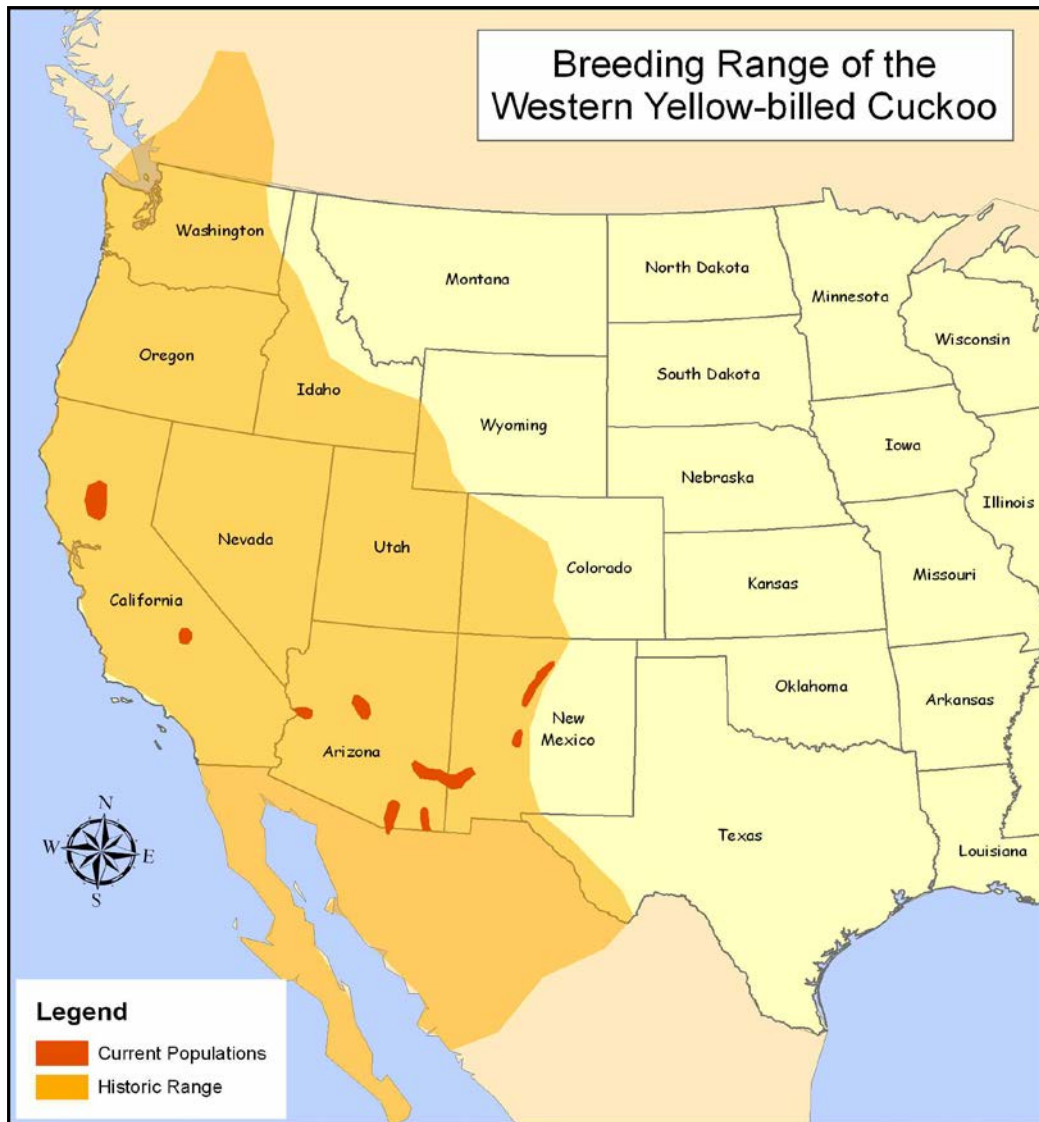 Breeding Range of the
Western Yellow-billed Cuckoo
Washington
Montana
North Dakota
Minnesota
Wisconsin
Oregon
Idaho
South Dakota
Wyoming
Iowa
Nebraska
Illinois
Nevada
Utah
Colorado
Kansas
Missouri
California
Oklahoma
Arkansas
New
Mexico
Arizona
Texas
Louisiana
N
W
E
S
Legend
Current Populations
Historic Range